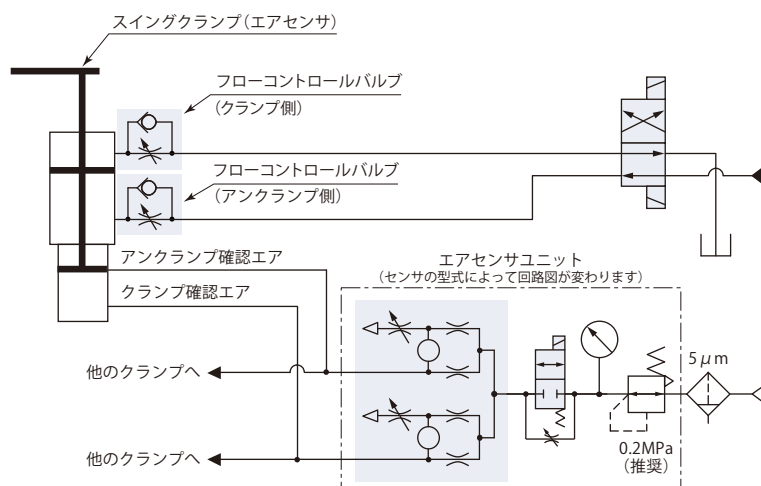 スイングクランプ(エアセンサ)
フローコントロールバルブ
(クランプ側)
フローコントロールバルブ
(アンクランプ側)
アンクランプ確認エア
クランプ確認エア
エアセンサユニット
(センサの型式によって回路図が変わります)
5μm
他のクランプへ
0.2MPa
(推奨)
他のクランプへ